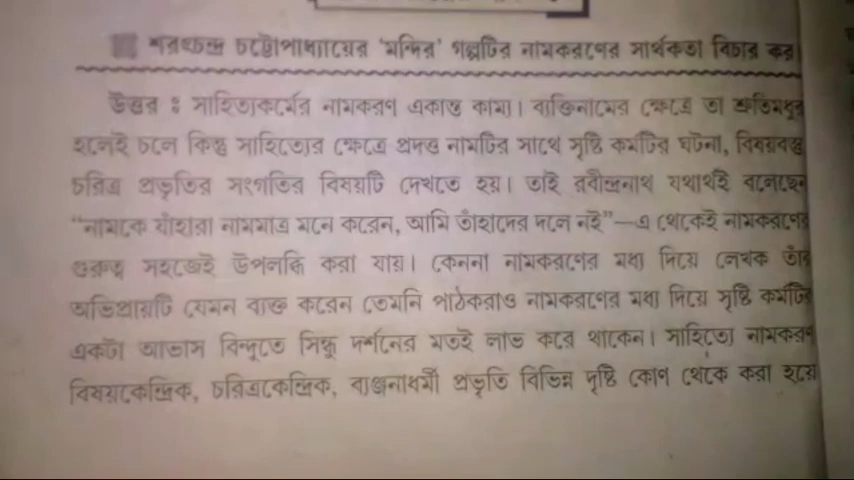 শরৎচন্দ্র চট্টোপাধ্যায়ের 'মন্দির' গল্পটির নামকরণের সার্থকতা বিচার কর।
উত্তর : সাহিত্যকর্মের নামকরণ একান্ত কাম্য। ব্যক্তিনামের ক্ষেত্রে তা শ্রুতিমধুর
হলেই চলে কিন্তু সাহিত্যের ক্ষেত্রে প্রদত্ত নামটির সাথে সৃষ্টি কর্মটির ঘটনা, বিষয়বস্তু
চরিত্র প্রভৃতির সংগতির বিষয়টি দেখতে হয়। তাই রবীন্দ্রনাথ যথার্থই বলেছেন
"নামকে যাঁহারা নামমাত্র মনে করেন, আমি তাঁহাদের দলে নই"—এ থেকেই নামকরণের
গুরুত্ব সহজেই উপলব্ধি করা যায়। কেননা নামকরণের মধ্য দিয়ে লেখক তাঁর
অভিপ্রায়টি যেমন ব্যক্ত করেন তেমনি পাঠকরাও নামকরণের মধ্য দিয়ে সৃষ্টি কর্মটির
একটা আভাস বিন্দুতে সিন্ধু দর্শনের মতই লাভ করে থাকেন। সাহিত্যে নামকরণ
বিষয়কেন্দ্রিক, চরিত্রকেন্দ্রিক, ব্যঞ্জনাধর্মী প্রভৃতি বিভিন্ন দৃষ্টি কোণ থেকে করা হয়ে